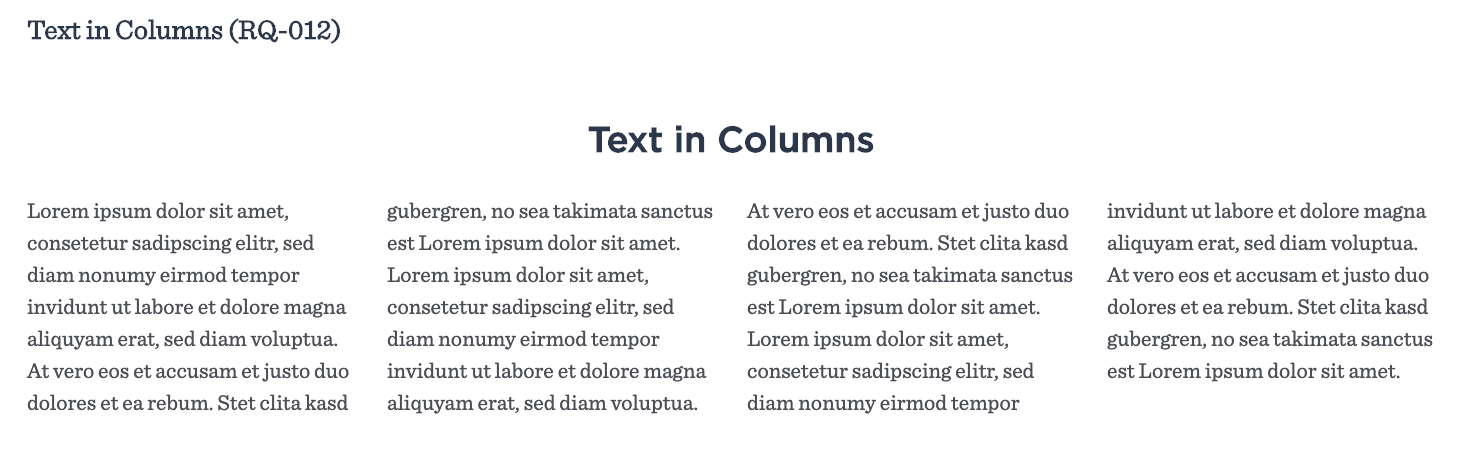 Text in Columns (RQ-012)
Text in Columns
Lorem ipsum dolor sit amet,
consetetur sadipscing elitr, sed
diam nonumy eirmod tempor
invidunt ut labore et dolore magna
aliquyam erat, sed diam voluptua.
At vero eos et accusam et justo duo
dolores et ea rebum. Stet clita kasd
gubergren, no sea takimata sanctus
est Lorem ipsum dolor sit amet.
Lorem ipsum dolor sit amet,
consetetur sadipscing elitr, sed
diam nonumy eirmod tempor
invidunt ut labore et dolore magna
aliquyam erat, sed diam voluptua.
At vero eos et accusam et justo duo
dolores et ea rebum. Stet clita kasd
gubergren, no sea takimata sanctus
est Lorem ipsum dolor sit amet.
Lorem ipsum dolor sit amet,
consetetur sadipscing elitr, sed
diam nonumy eirmod tempor
invidunt ut labore et dolore magna
aliquyam erat, sed diam voluptua.
At vero eos et accusam et justo duo
dolores et ea rebum. Stet clita kasd
gubergren, no sea takimata sanctus
est Lorem ipsum dolor sit amet.